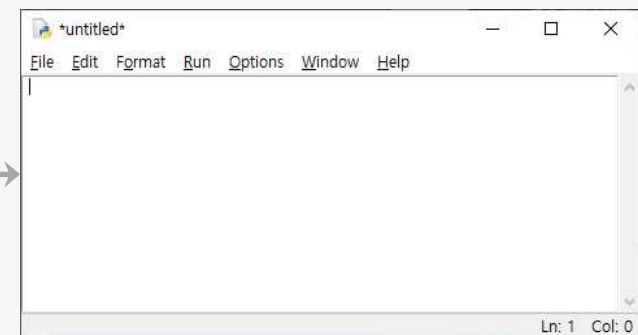 *untitled*
File Edit Format Run Options Window Help
Ln: 1 Col: 0